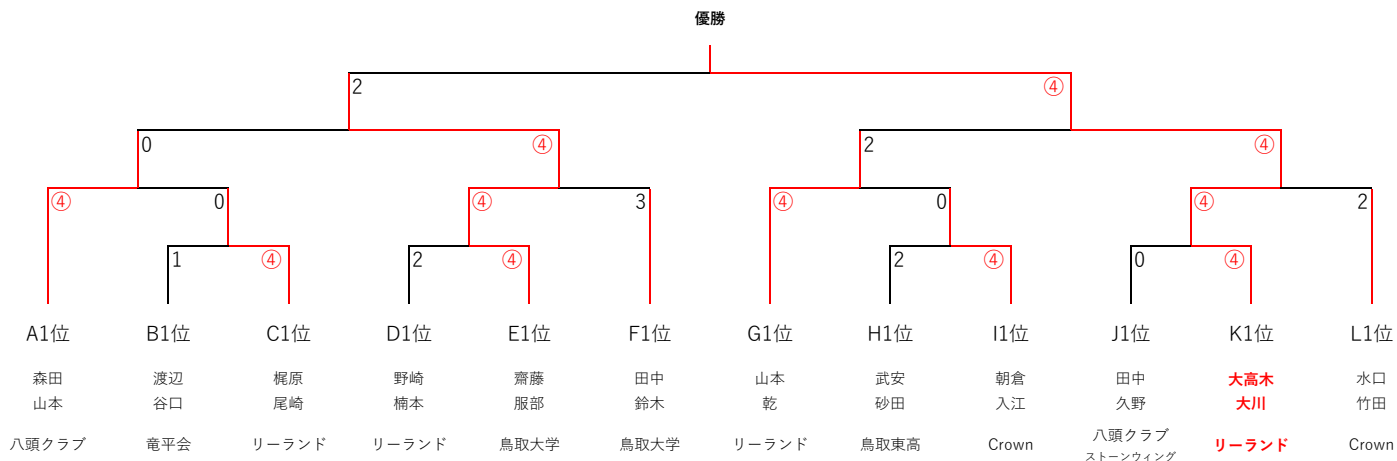 優勝
2 ④
0 ④ 2 ④
④ 0 ④ 3 ④ 0 ④ 2
1 ④ 2 ④ 2 ④ 0 ④
A1位 B1位 C1位 D1位 E1位 F1位 G1位 H1位 I1位 J1位 K1位 L1位
森田 渡辺 梶原 野崎 齋藤 田中 山本 武安 朝倉 田中 大高木 水口
山本 谷口 尾崎 楠本 服部 鈴木 乾 砂田 入江 久野 大川 竹田
八頭クラブ 竜平会 リーランド リーランド 鳥取大学 鳥取大学 リーランド 鳥取東高 Crown 八頭クラブ リーランド Crown
ストーンウィング